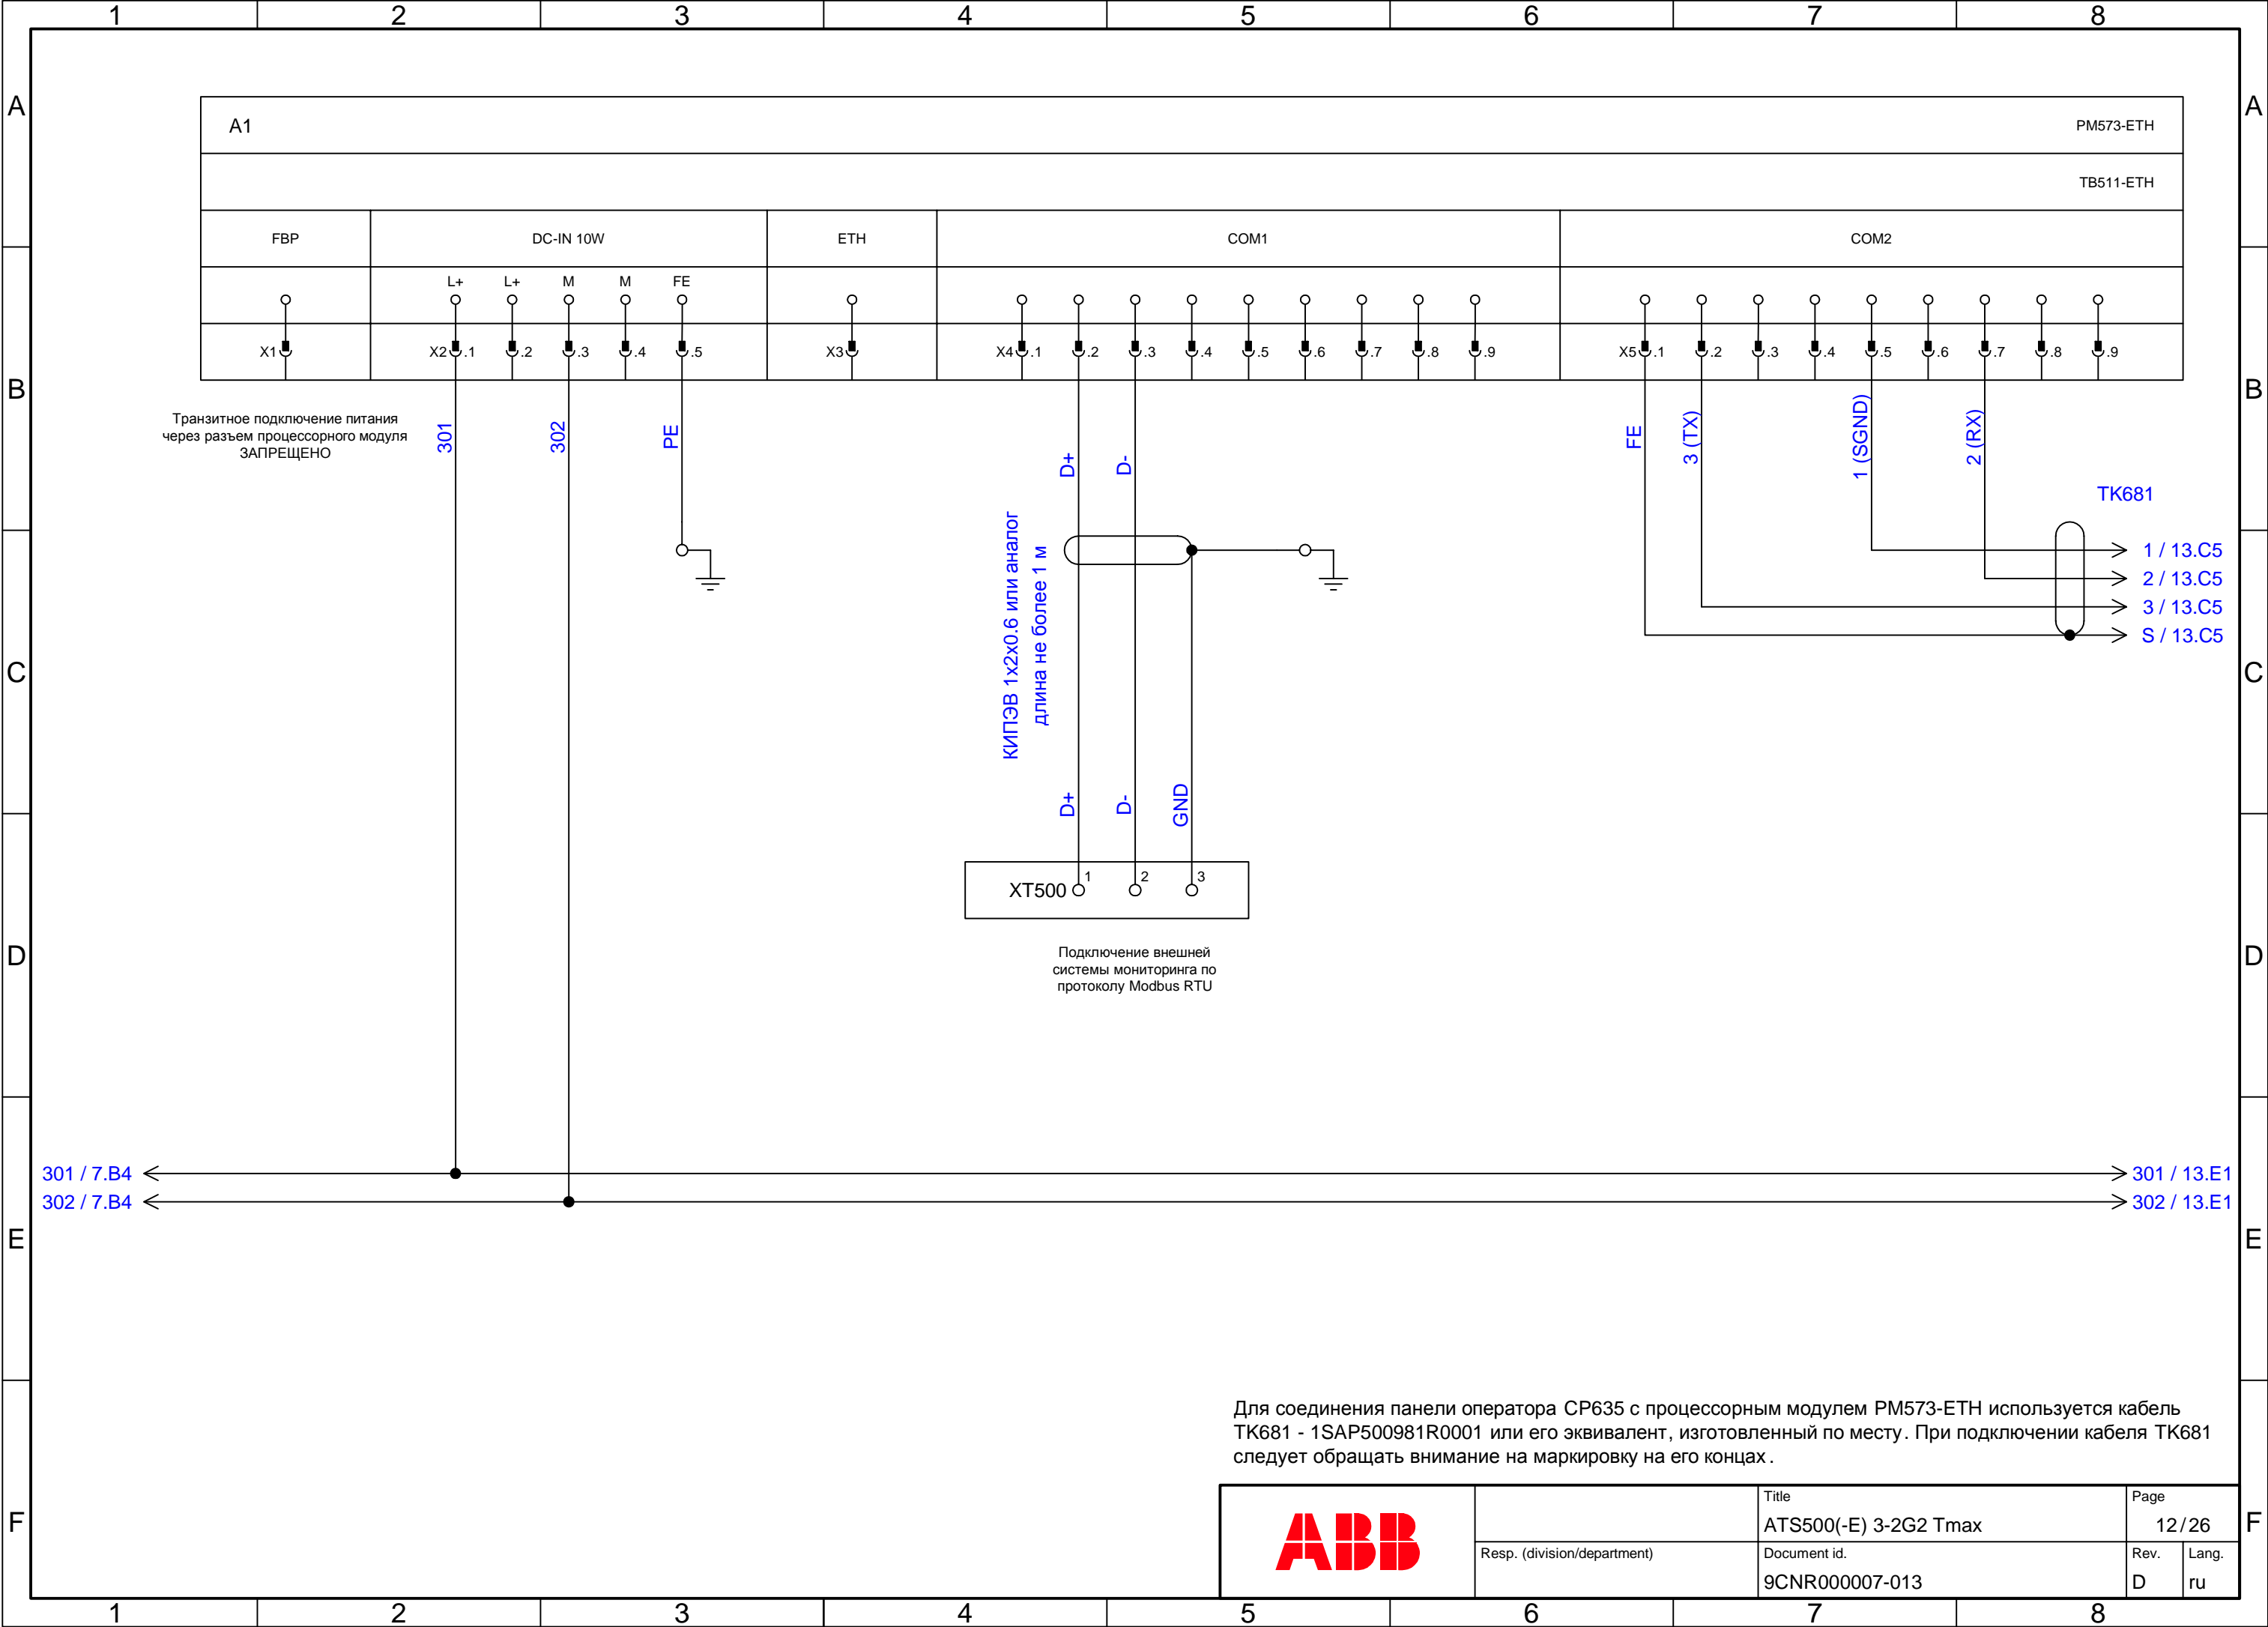 1 2 3 4 5 6 7 8
A A
A1 PM573-ETH
TB511-ETH
FBP DC-IN 10W ETH COM1 COM2
L+ L+ M M FE
X1 X2 .1 .2 .3 .4 .5 X3 X4 .1 .2 .3 .4 .5 .6 .7 .8 .9 X5 .1 .2 .3 .4 .5 .6 .7 .8 .9
B B
Транзитное подключение питания
через разъем процессорного модуля
ЗАПРЕЩЕНО
301
302
PE
D+
D-
FE
3 (TX)
1 (SGND)
2 (RX)
TK681
1 / 13.C5
2 / 13.C5
3 / 13.C5
S / 13.C5
КИПЭВ 1x2x0.6 или аналог
длина не более 1 м
C C
D+
D-
GND
XT500 1 2 3
Подключение внешней
системы мониторинга по
протоколу Modbus RTU
D D
301 / 7.B4 301 / 13.E1
302 / 7.B4 302 / 13.E1
E E
Для соединения панели оператора CP635 с процессорным модулем PM573-ETH используется кабель
TK681 - 1SAP500981R0001 или его эквивалент, изготовленный по месту. При подключении кабеля TK681
следует обращать внимание на маркировку на его концах.
F F
ABB
Title
ATS500(-E) 3-2G2 Tmax
Page
12/26
Resp. (division/department)
Document id.
9CNR000007-013
Rev.
D
Lang.
ru
1 2 3 4 5 6 7 8